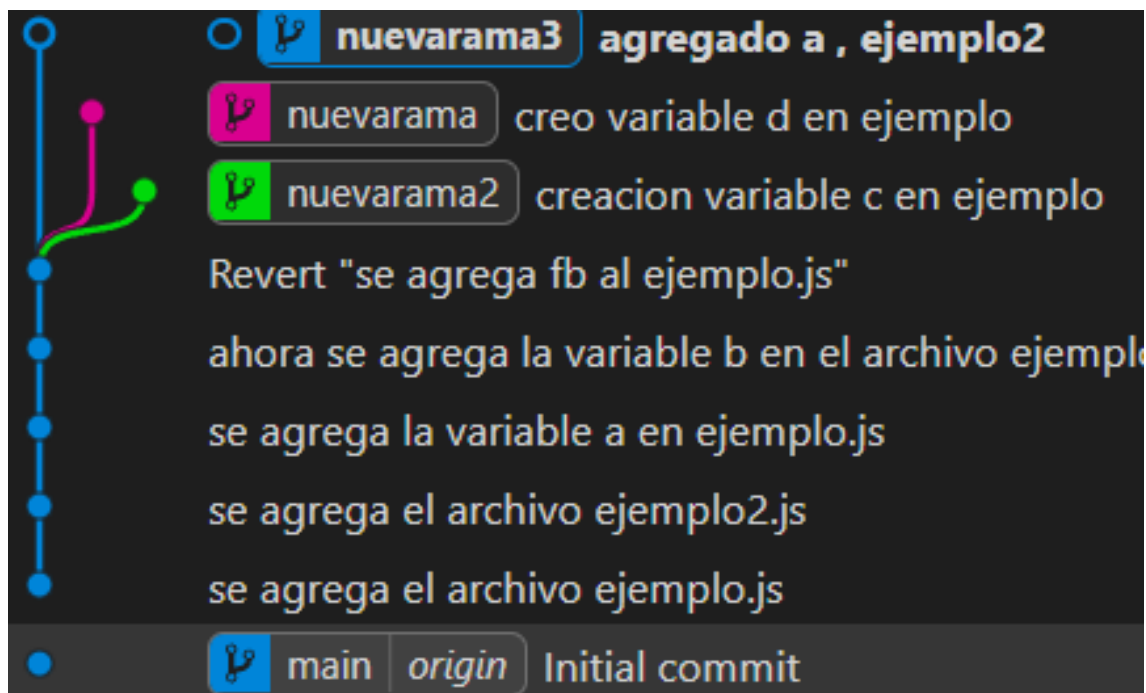 nuevarama3 agregado a , ejemplo2
nuevarama creo variable d en ejemplo
nuevarama2 creacion variable c en ejemplo
Revert "se agrega fb al ejemplo.js"
ahora se agrega la variable b en el archivo
se agrega la variable a en ejemplo.js
se agrega el archivo ejemplo2.js
se agrega el archivo ejemplo.js
main origin Initial commit